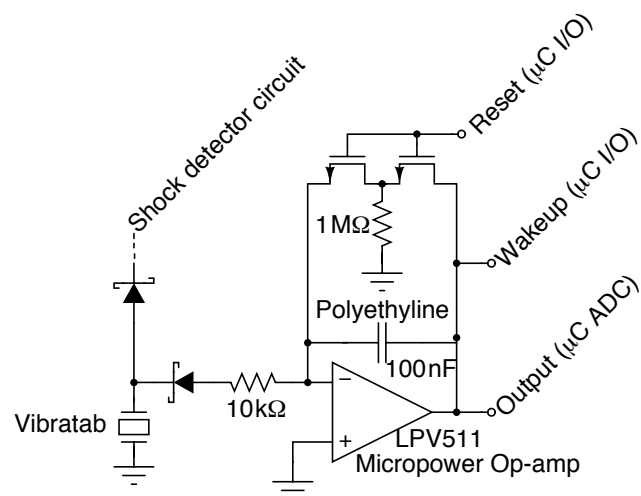 Shock detector circuit
Reset (μC I/O)
1MΩ
Wakeup (μC I/O)
Polyethyline
100nF
Output (μC ADC)
10kΩ
Vibratab
−
+
LPV511
Micropower Op-amp